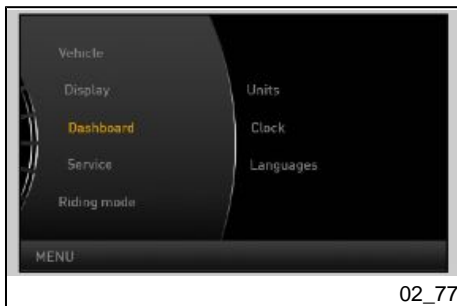 Vehicle
Display
Dashboard
Service
Riding mode
Units
Clock
Languages
MENU
02_77